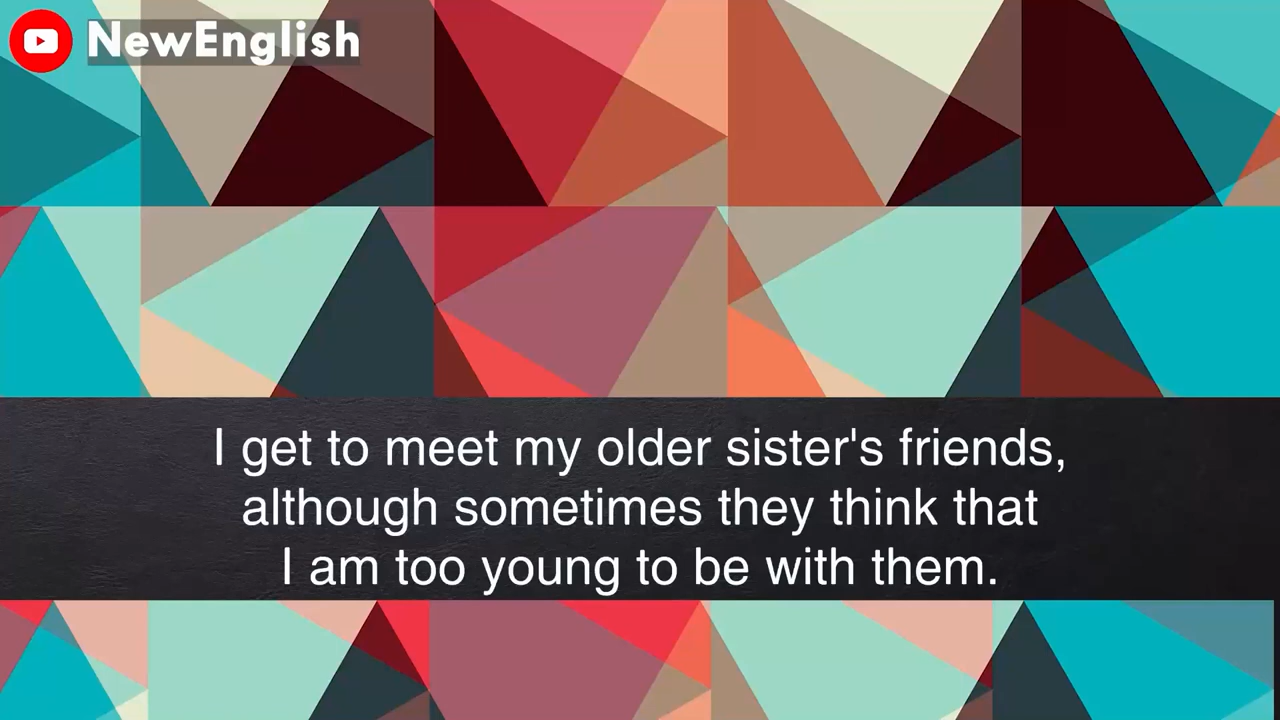 NewEnglish
I get to meet my older sister's friends,
although sometimes they think that
I am too young to be with them.